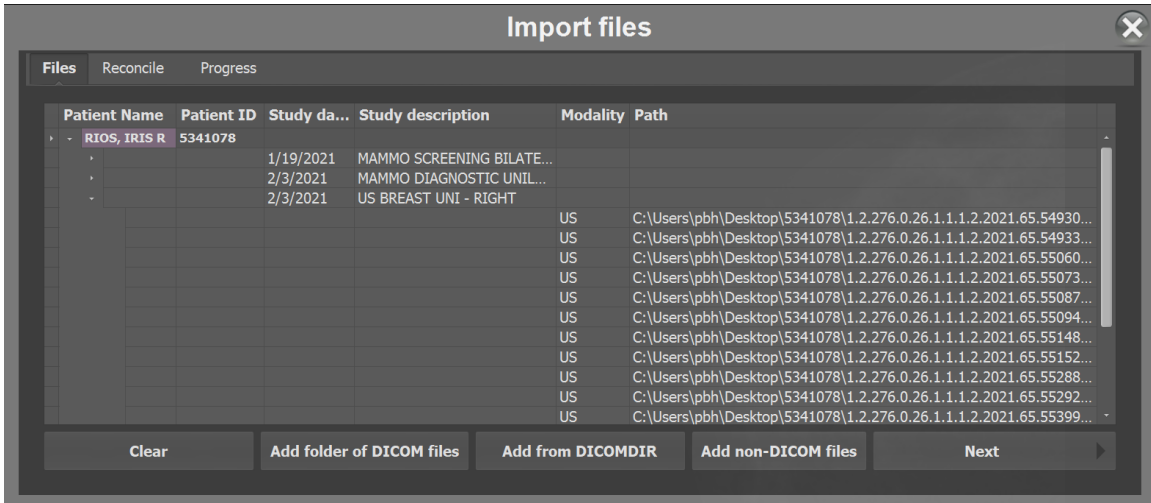 Import files
Files Reconcile Progress
Patient Name Patient ID Study da... Study description Modality Path
RIOS, IRIS R 5341078
1/19/2021 MAMMO SCREENING BILATE...
2/3/2021 MAMMO DIAGNOSTIC UNIL...
2/3/2021 US BREAST UNI - RIGHT
US C:\Users\pbh\Desktop\5341078\1.2.276.0.26.1.1.1.2.2021.65.54930...
US C:\Users\pbh\Desktop\5341078\1.2.276.0.26.1.1.1.2.2021.65.54933...
US C:\Users\pbh\Desktop\5341078\1.2.276.0.26.1.1.1.2.2021.65.55060...
US C:\Users\pbh\Desktop\5341078\1.2.276.0.26.1.1.1.2.2021.65.55073...
US C:\Users\pbh\Desktop\5341078\1.2.276.0.26.1.1.1.2.2021.65.55087...
US C:\Users\pbh\Desktop\5341078\1.2.276.0.26.1.1.1.2.2021.65.55094...
US C:\Users\pbh\Desktop\5341078\1.2.276.0.26.1.1.1.2.2021.65.55148...
US C:\Users\pbh\Desktop\5341078\1.2.276.0.26.1.1.1.2.2021.65.55152...
US C:\Users\pbh\Desktop\5341078\1.2.276.0.26.1.1.1.2.2021.65.55288...
US C:\Users\pbh\Desktop\5341078\1.2.276.0.26.1.1.1.2.2021.65.55292...
US C:\Users\pbh\Desktop\5341078\1.2.276.0.26.1.1.1.2.2021.65.55399...
Clear Add folder of DICOM files Add from DICOMDIR Add non-DICOM files Next